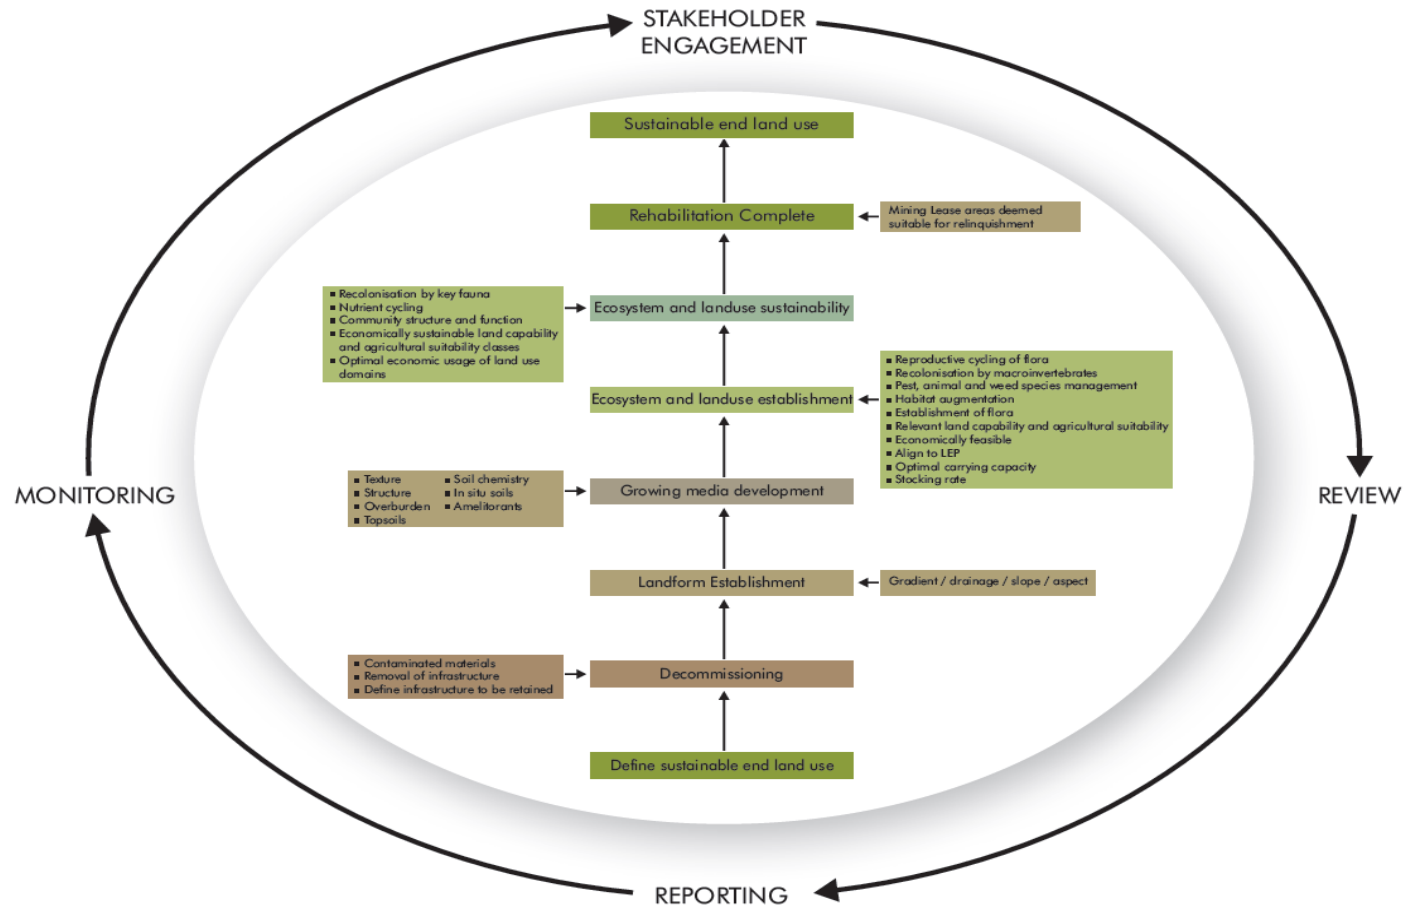 STAKEHOLDER
ENGAGEMENT
Sustainable end land use
Rehabilitation Complete
Mining Lease areas deemed
suitable for relinquishment
▪ Recolonisation by key fauna
▪ Nutrient cycling
▪ Community structure and function
▪ Economically sustainable land capability
and agricultural suitability classes
▪ Optimal economic usage of land use
domains
Ecosystem and landuse sustainability
Ecosystem and landuse establishment
▪ Reproductive cycling of flora
▪ Recolonisation by macroinvertebrates
▪ Pest, animal and weed species management
▪ Habitat augmentation
▪ Establishment of flora
▪ Relevant land capability and agricultural suitability
▪ Economically feasible
▪ Align to LEP
▪ Optimal carrying capacity
▪ Stocking rate
MONITORING
REVIEW
▪ Texture
▪ Structure
▪ Overburden
▪ Topsoils
▪ Soil chemistry
▪ In situ soils
▪ Amelitorants
Growing media development
Landform Establishment
Gradient / drainage / slope / aspect
▪ Contaminated materials
▪ Removal of infrastructure
▪ Define infrastructure to be retained
Decommissioning
Define sustainable end land use
REPORTING